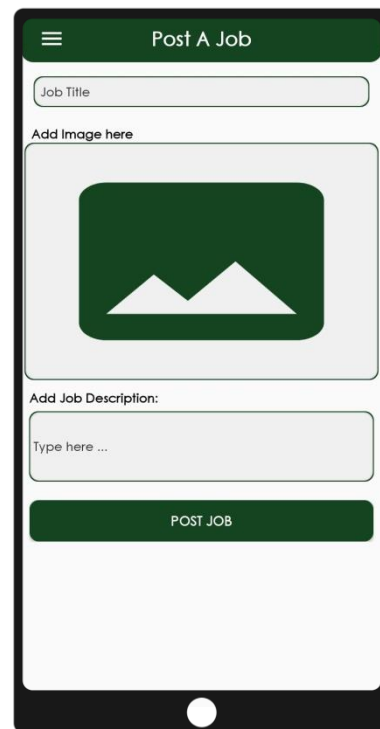 Post A Job
Job Title
Add Image here
Add Job Description:
Type here ...
POST JOB